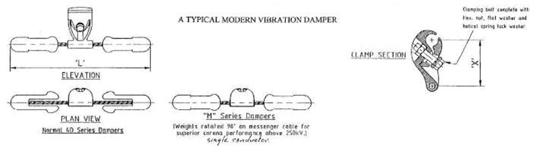 A TYPICAL MODERN VIBRATION DAMPER
Clamping bolt complete with
flex. nut, flat washer and
helical spring lock washer.
"L"
ELEVATION
CLAMP SECTION
"X"
PLAN VIEW
Normal 4D Series Dampers
"M" Series Dampers
(Weights rotated 90° on messenger cable for
superior corona performance above 250kV.)
single conductor